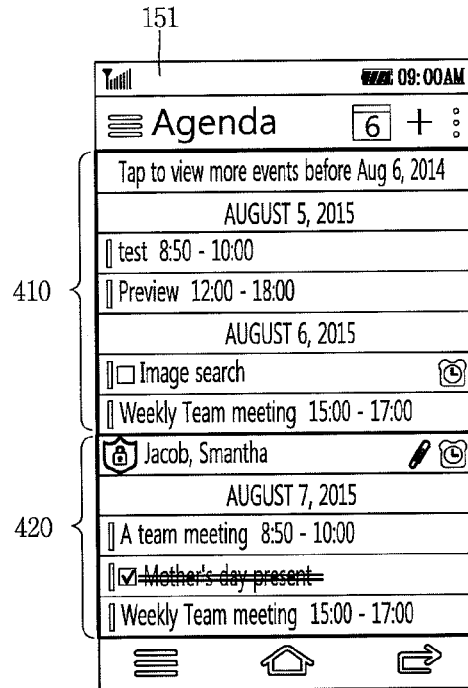 151
09:00AM
Agenda
6
Tap to view more events before Aug 6, 2014
AUGUST 5, 2015
test 8:50 - 10:00
410
Preview 12:00 - 18:00
AUGUST 6, 2015
Image search
Weekly Team meeting 15:00 - 17:00
Jacob, Smantha
AUGUST 7, 2015
420
A team meeting 8:50 - 10:00
Mother's day present
Weekly Team meeting 15:00 - 17:00